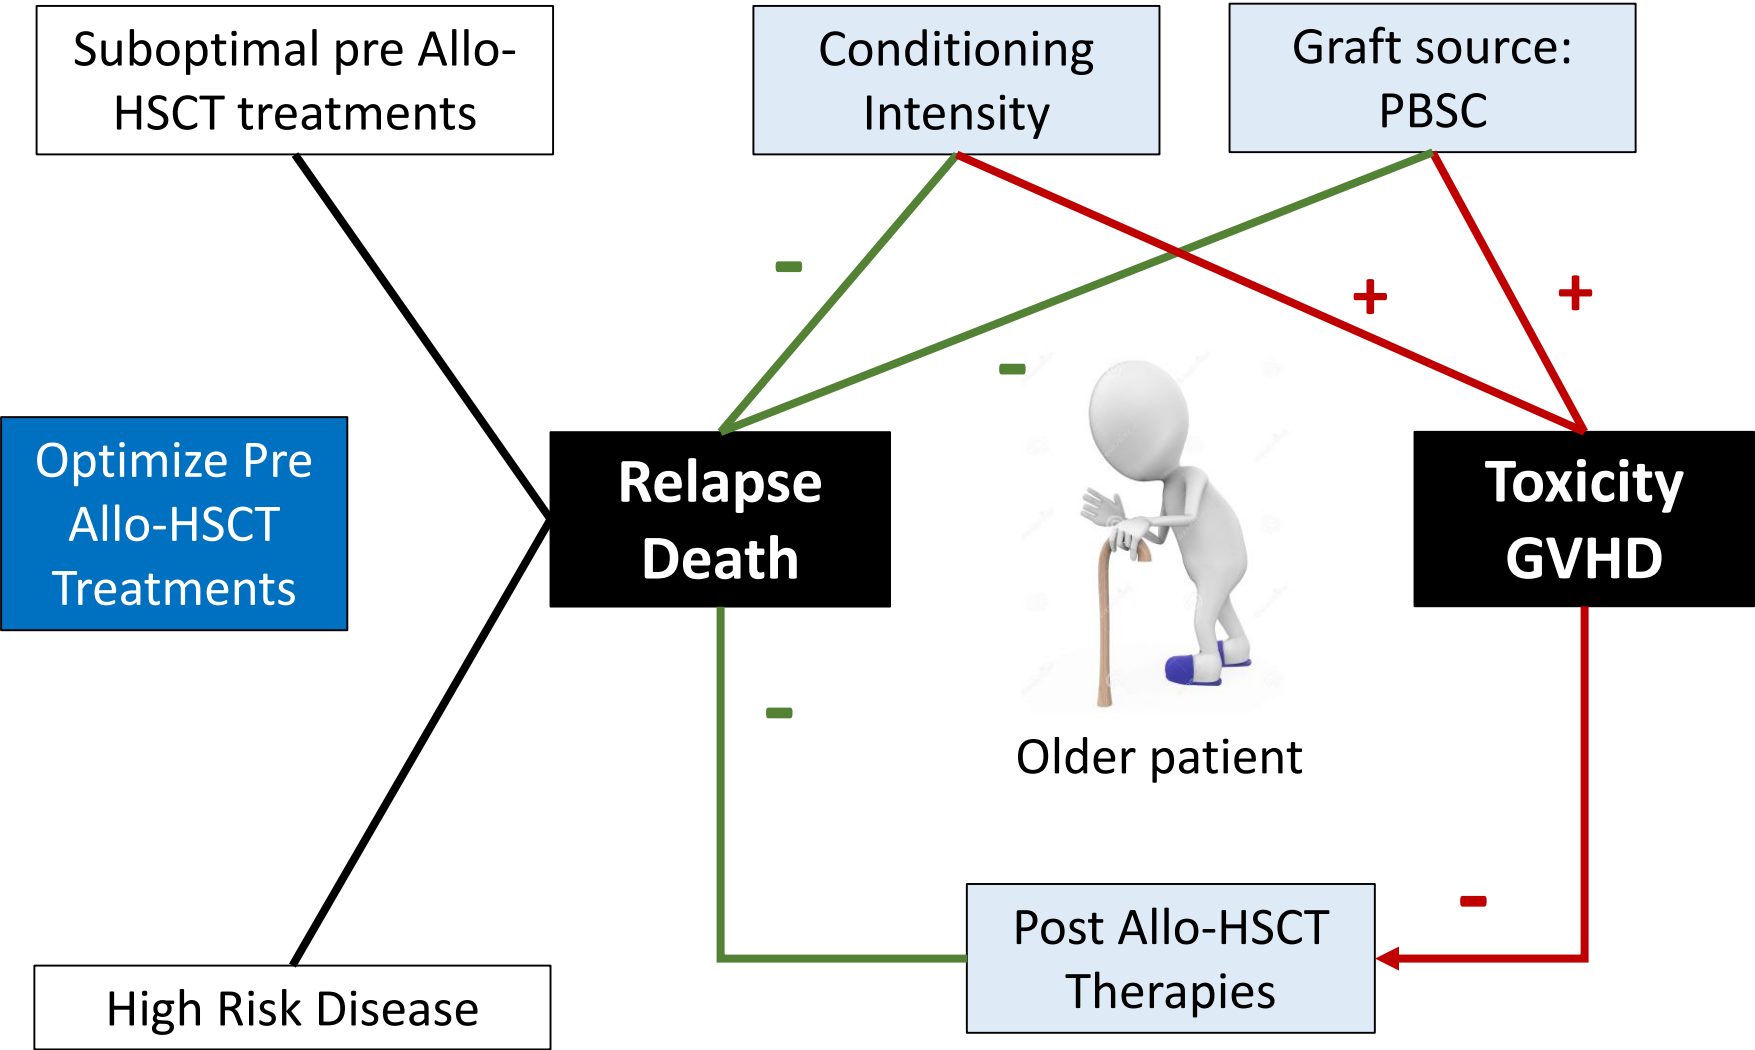 Suboptimal pre Allo-
HSCT treatments
Conditioning
Intensity
Graft source:
PBSC
-
-
+
+
Optimize Pre
Allo-HSCT
Treatments
Relapse
Death
Toxicity
GVHD
-
Older patient
-
Post Allo-HSCT
Therapies
High Risk Disease